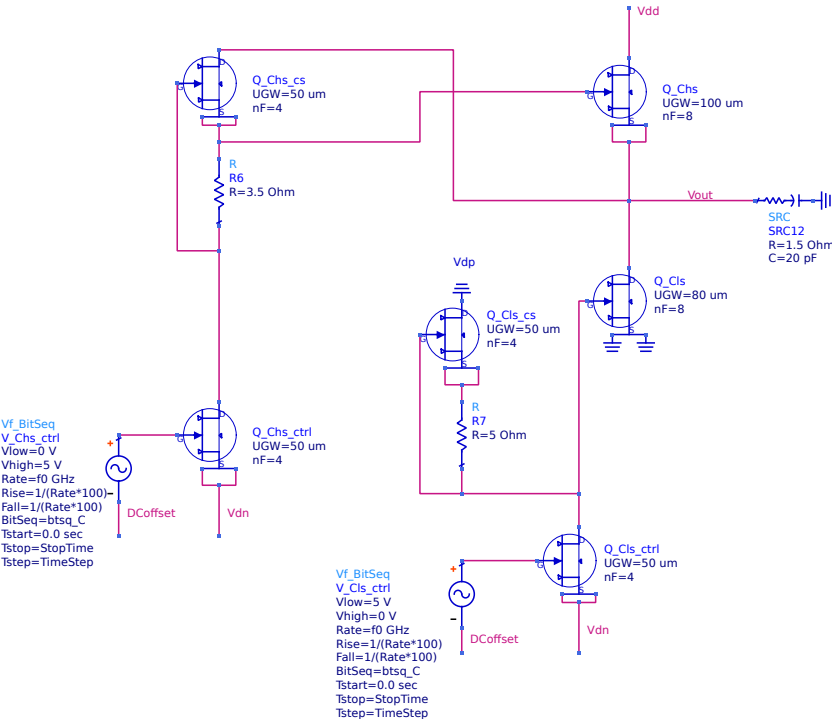 Vdd
D
G
S
Q_Chs_cs
UGW=50 um
nF=4
D
G
S
Q_Chs
UGW=100 um
nF=8
R
R6
R=3.5 Ohm
Vout
SRC
SRC12
R=1.5 Ohm
C=20 pF
Vdp
D
G
S
Q_Cls_cs
UGW=50 um
nF=4
D
G
S
Q_Cls
UGW=80 um
nF=8
R
R7
R=5 Ohm
Vf_BitSeq
V_Chs_ctrl
Vlow=0 V
Vhigh=5 V
Rate=f0 GHz
Rise=1/(Rate*100)
Fall=1/(Rate*100)
BitSeq=btsq_C
Tstart=0.0 sec
Tstop=StopTime
Tstep=TimeStep
+
−
DCoffset
D
G
S
Q_Chs_ctrl
UGW=50 um
nF=4
Vdn
Vf_BitSeq
V_Cls_ctrl
Vlow=5 V
Vhigh=0 V
Rate=f0 GHz
Rise=1/(Rate*100)
Fall=1/(Rate*100)
BitSeq=btsq_C
Tstart=0.0 sec
Tstop=StopTime
Tstep=TimeStep
+
−
DCoffset
D
G
S
Q_Cls_ctrl
UGW=50 um
nF=4
Vdn